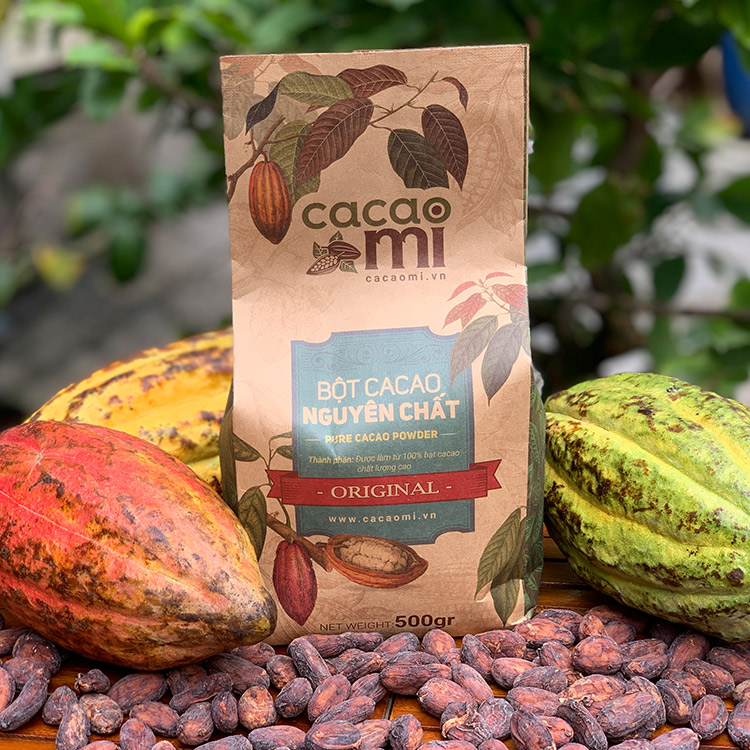 cacao
mi
cacaomi.vn
BỘT CACAO
NGUYÊN CHẤT
PURE CACAO POWDER
Thành phần: Được làm từ 100% hạt cacao
chất lượng cao
- ORIGINAL -
www.cacaomi.vn
NET WEIGHT 500gr